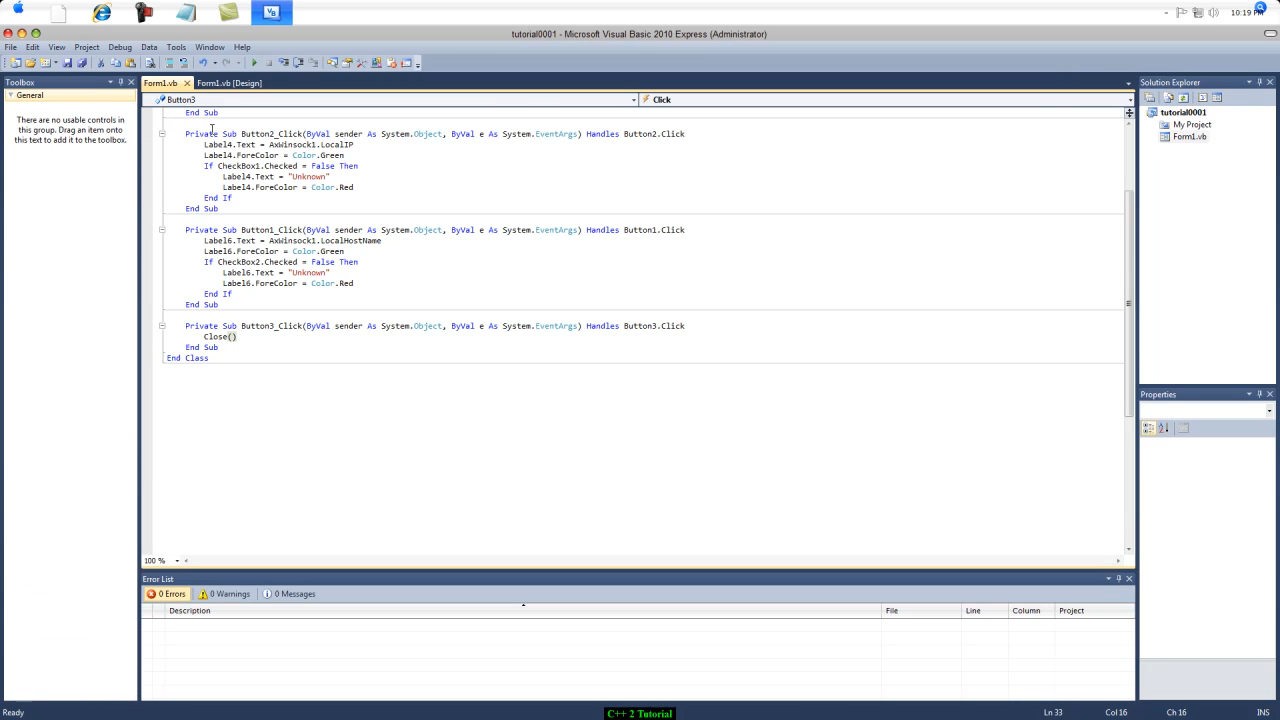 10:19 PM
tutorial0001 - Microsoft Visual Basic 2010 Express (Administrator)
File Edit View Project Debug Data Tools Window Help
Toolbox
General
There are no usable controls in
this group. Drag an item onto
this text to add it to the toolbox.
Form1.vb
Form1.vb [Design]
Button3
Click
End Sub
Private Sub Button2_Click(ByVal sender As System.Object, ByVal e As System.EventArgs) Handles Button2.Click
Label4.Text = AxWinsock1.LocalIP
Label4.ForeColor = Color.Green
If CheckBox1.Checked = False Then
Label4.Text = "Unknown"
Label4.ForeColor = Color.Red
End If
End Sub
Private Sub Button1_Click(ByVal sender As System.Object, ByVal e As System.EventArgs) Handles Button1.Click
Label6.Text = AxWinsock1.LocalHostName
Label6.ForeColor = Color.Green
If CheckBox2.Checked = False Then
Label6.Text = "Unknown"
Label6.ForeColor = Color.Red
End If
End Sub
Private Sub Button3_Click(ByVal sender As System.Object, ByVal e As System.EventArgs) Handles Button3.Click
Close()
End Sub
End Class
100 %
Solution Explorer
tutorial0001
My Project
Form1.vb
Properties
Error List
0 Errors
0 Warnings
0 Messages
Description File Line Column Project
Ready
C++ 2 Tutorial
Ln 33 Col 16 Ch 16 INS